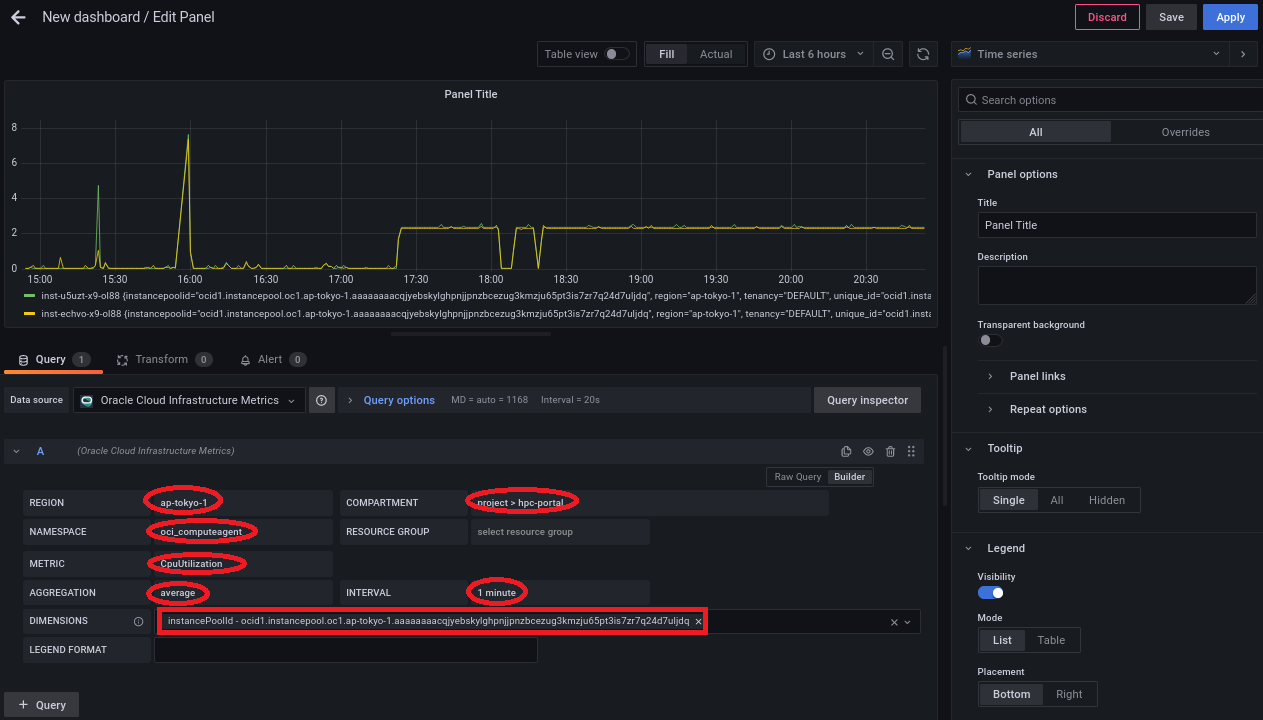 New dashboard / Edit Panel
Discard Save Apply
Table view Fill Actual Last 6 hours Time series
Panel Title
8
6
4
2
0
15:00 15:30 16:00 16:30 17:00 17:30 18:00 18:30 19:00 19:30 20:00 20:30
inst-u5uzt-x9-ol88 {instancepoolid="ocid1.instancepool.oc1.ap-tokyo-1.aaaaaaaacqjyebskylghpnjjpnzbcezug3kmzju65pt3is7zr7q24d7uljdq", region="ap-tokyo-1", tenancy="DEFAULT", unique_id="ocid1.insta
inst-echvo-x9-ol88 {instancepoolid="ocid1.instancepool.oc1.ap-tokyo-1.aaaaaaaacqjyebskylghpnjjpnzbcezug3kmzju65pt3is7zr7q24d7uljdq", region="ap-tokyo-1", tenancy="DEFAULT", unique_id="ocid1.insta
Query 1 Transform 0 Alert 0
Data source Oracle Cloud Infrastructure Metrics Query options MD = auto = 1168 Interval = 20s Query inspector
A (Oracle Cloud Infrastructure Metrics)
Raw Query Builder
REGION ap-tokyo-1 COMPARTMENT project > hpc-portal
NAMESPACE oci_computeagent RESOURCE GROUP select resource group
METRIC CpuUtilization
AGGREGATION average INTERVAL 1 minute
DIMENSIONS instancePoolId - ocid1.instancepool.oc1.ap-tokyo-1.aaaaaaaacqjyebskylghpnjjpnzbcezug3kmzju65pt3is7zr7q24d7uljdq
LEGEND FORMAT
+ Query
Search options
All Overrides
Panel options
Title
Panel Title
Description
Transparent background
Panel links
Repeat options
Tooltip
Tooltip mode
Single All Hidden
Legend
Visibility
Mode
List Table
Placement
Bottom Right